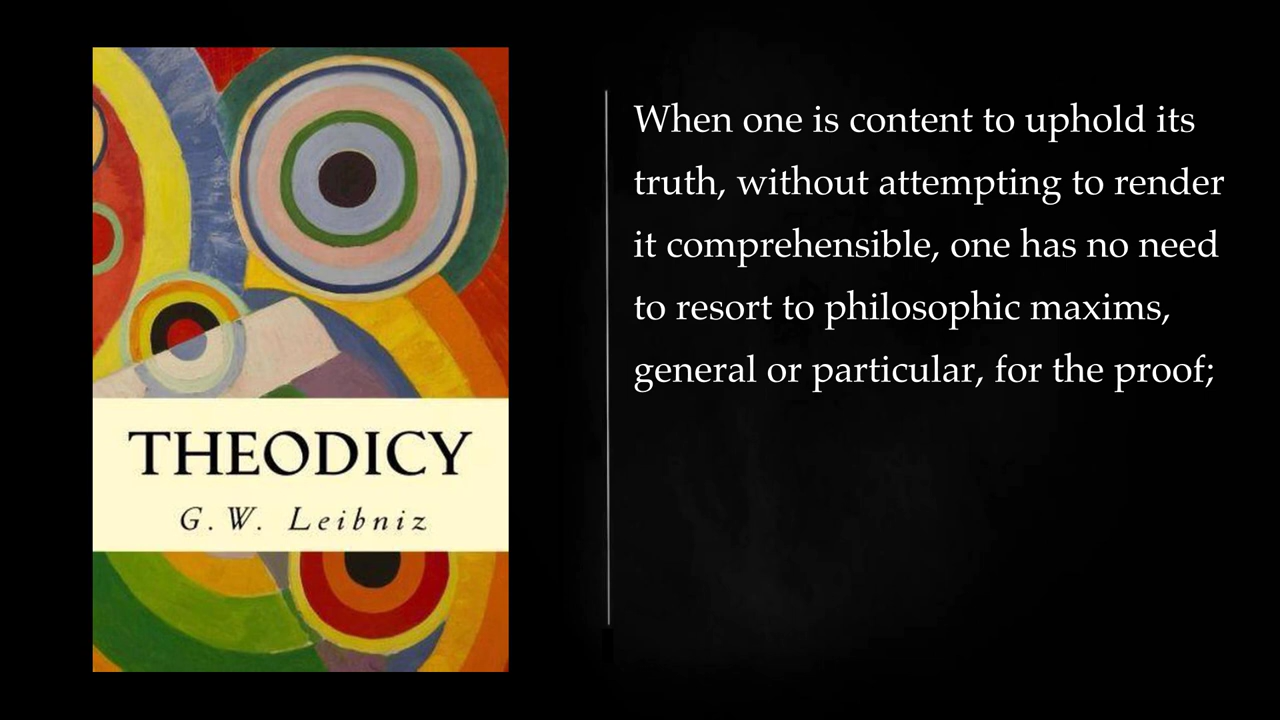 THEODICY
G. W. Leibniz
When one is content to uphold its
truth, without attempting to render
it comprehensible, one has no need
to resort to philosophic maxims,
general or particular, for the proof;